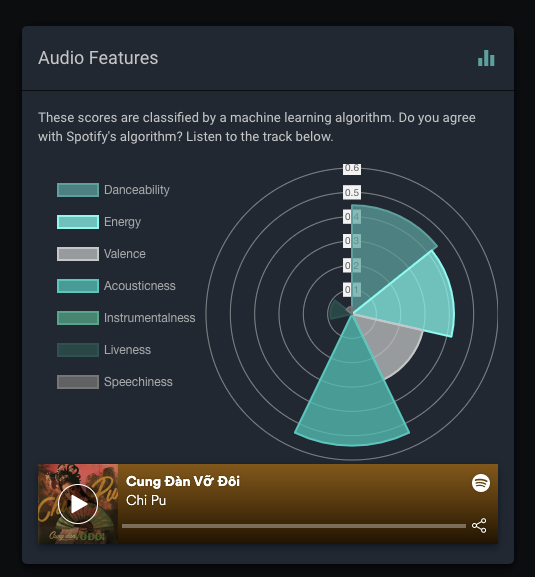 Audio Features
These scores are classified by a machine learning algorithm. Do you agree
with Spotify's algorithm? Listen to the track below.
Danceability
Energy
Valence
Acousticness
Instrumentalness
Liveness
Speechiness
0.6
0.5
0.4
0.3
0.2
0.1
Cung Đàn Vỡ Đôi
Chi Pu